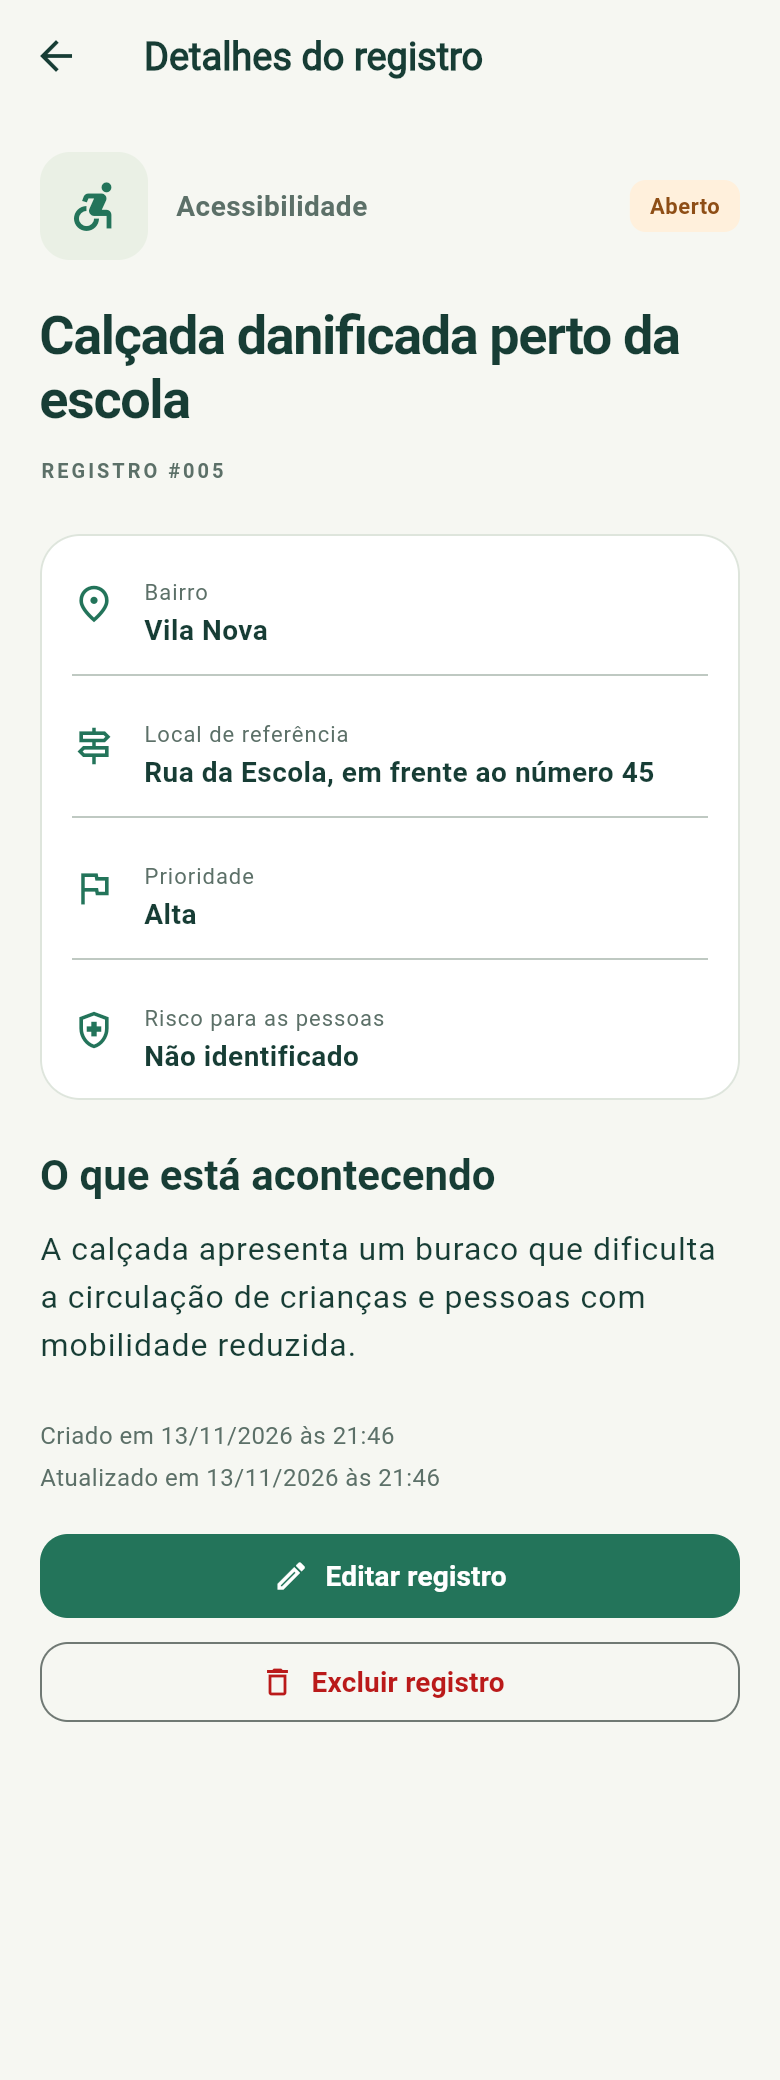 Detalhes do registro
Acessibilidade
Aberto
Calçada danificada perto da
escola
REGISTRO #005
Bairro
Vila Nova
Local de referência
Rua da Escola, em frente ao número 45
Prioridade
Alta
Risco para as pessoas
Não identificado
O que está acontecendo
A calçada apresenta um buraco que dificulta
a circulação de crianças e pessoas com
mobilidade reduzida.
Criado em 13/11/2026 às 21:46
Atualizado em 13/11/2026 às 21:46
Editar registro
Excluir registro